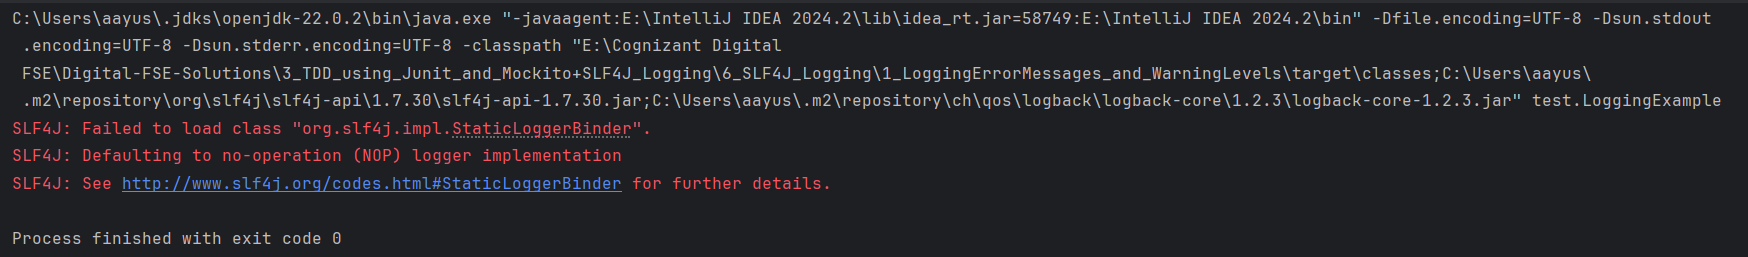 C:\Users\aayus\.jdks\openjdk-22.0.2\bin\java.exe "-javaagent:E:\IntelliJ IDEA 2024.2\lib\idea_rt.jar=58749:E:\IntelliJ IDEA 2024.2\bin" -Dfile.encoding=UTF-8 -Dsun.stdout
.encoding=UTF-8 -Dsun.stderr.encoding=UTF-8 -classpath "E:\Cognizant Digital
FSE\Digital-FSE-Solutions\3_TDD_using_Junit_and_Mockito+SLF4J_Logging\6_SLF4J_Logging\1_LoggingErrorMessages_and_WarningLevels\target\classes;C:\Users\aayus\
.m2\repository\org\slf4j\slf4j-api\1.7.30\slf4j-api-1.7.30.jar;C:\Users\aayus\.m2\repository\ch\qos\logback\logback-core\1.2.3\logback-core-1.2.3.jar" test.LoggingExample
SLF4J: Failed to load class "org.slf4j.impl.StaticLoggerBinder".
SLF4J: Defaulting to no-operation (NOP) logger implementation
SLF4J: See http://www.slf4j.org/codes.html#StaticLoggerBinder for further details.
Process finished with exit code 0